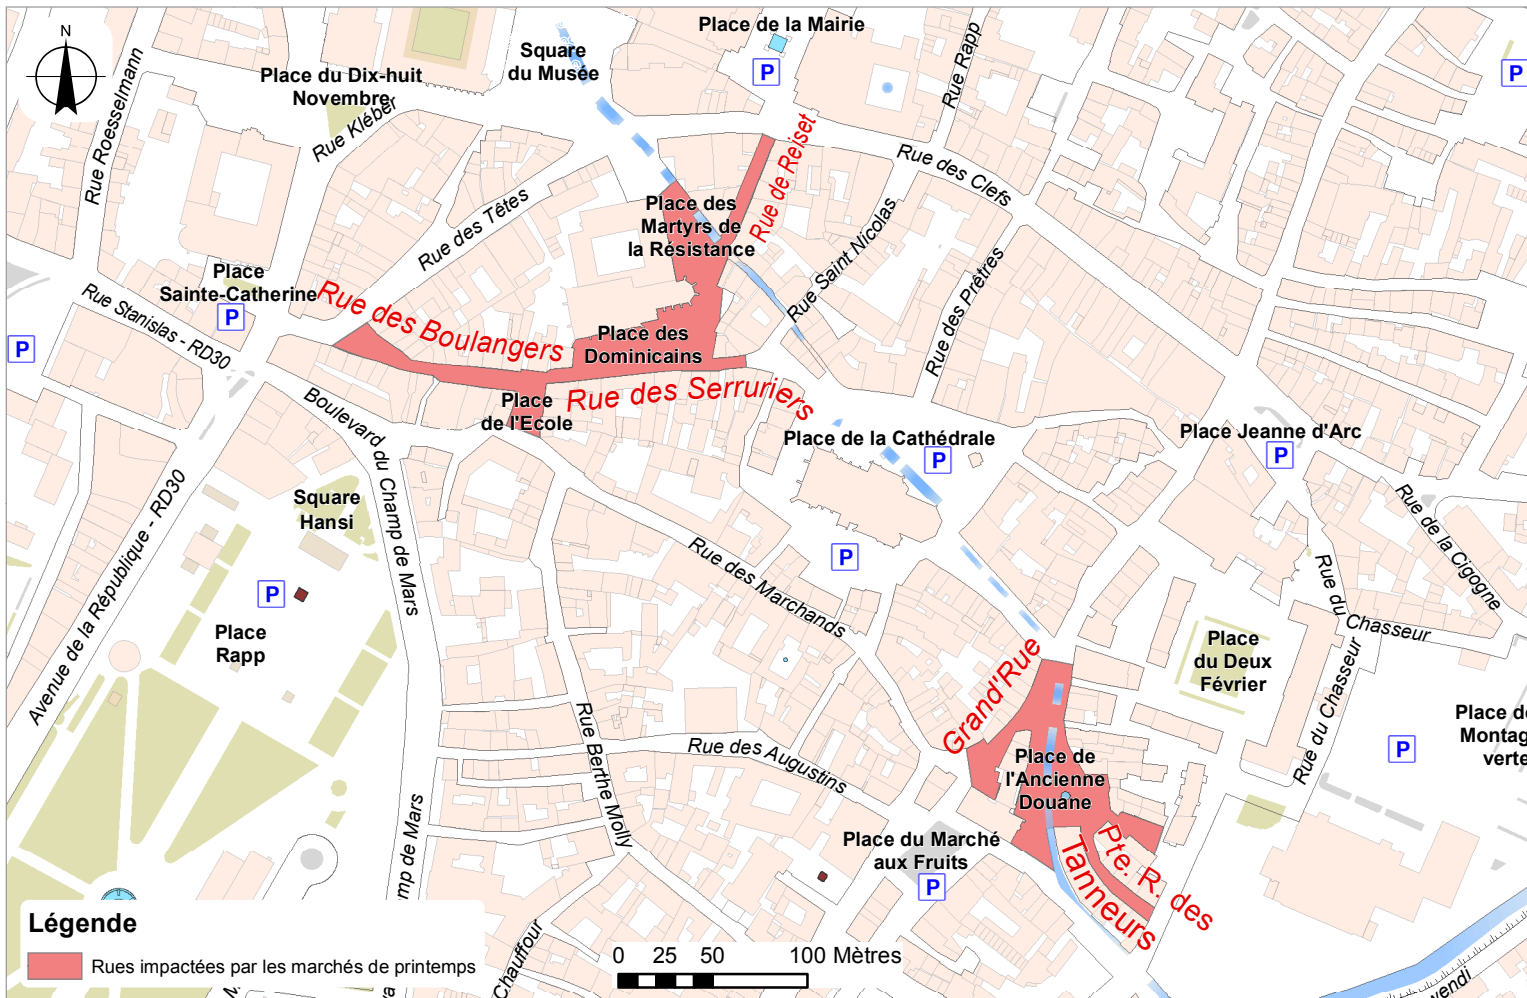 N
Place de la Mairie
P
Square
du Musée
Place du Dix-huit
Novembre
Rue Kléber
Rue Roesselmann
Rue Rapp
P
Rue de Reiset
Rue des Clefs
Place des
Martyrs de
la Résistance
Rue des Têtes
Rue Saint Nicolas
Rue des Prêtres
Place
Sainte-Catherine
P
Rue Stanislas - RD30
P
Rue des Boulangers
Place des
Dominicains
Rue des Serruriers
Place
de l'Ecole
Boulevard du Champ de Mars
Place de la Cathédrale
P
Place Jeanne d'Arc
P
Square
Hansi
Avenue de la République - RD30
P
Place
Rapp
P
Rue des Marchands
Rue de la Cigogne
Rue du Chasseur
Rue du Chasseur
Place
du Deux
Février
Grand'Rue
Rue Berthe Molly
Rue des Augustins
Place de
l'Ancienne
Douane
P
Place de
Montag
verte
Place du Marché
aux Fruits
P
Pte. R. des
Tanneurs
mp de Mars
Chauffour
Légende
Rues impactées par les marchés de printemps
0 25 50 100 Mètres
endi